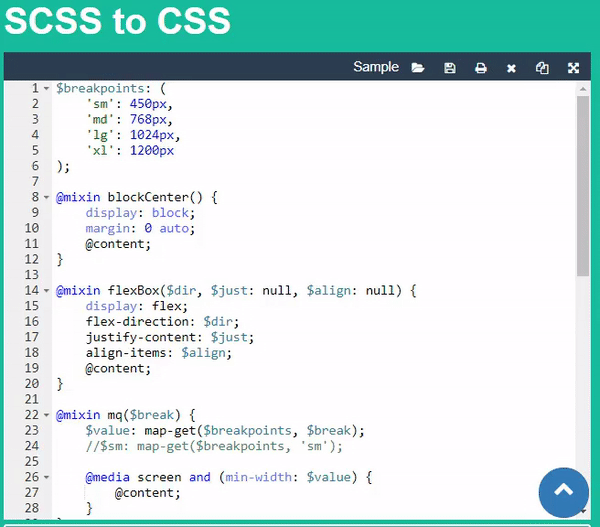 SCSS to CSS
Sample
1 $breakpoints: (
2     'sm': 450px,
3     'md': 768px,
4     'lg': 1024px,
5     'xl': 1200px
6 );
7
8 @mixin blockCenter() {
9     display: block;
10     margin: 0 auto;
11     @content;
12 }
13
14 @mixin flexBox($dir, $just: null, $align: null) {
15     display: flex;
16     flex-direction: $dir;
17     justify-content: $just;
18     align-items: $align;
19     @content;
20 }
21
22 @mixin mq($break) {
23     $value: map-get($breakpoints, $break);
24     //$sm: map-get($breakpoints, 'sm');
25
26     @media screen and (min-width: $value) {
27         @content;
28     }